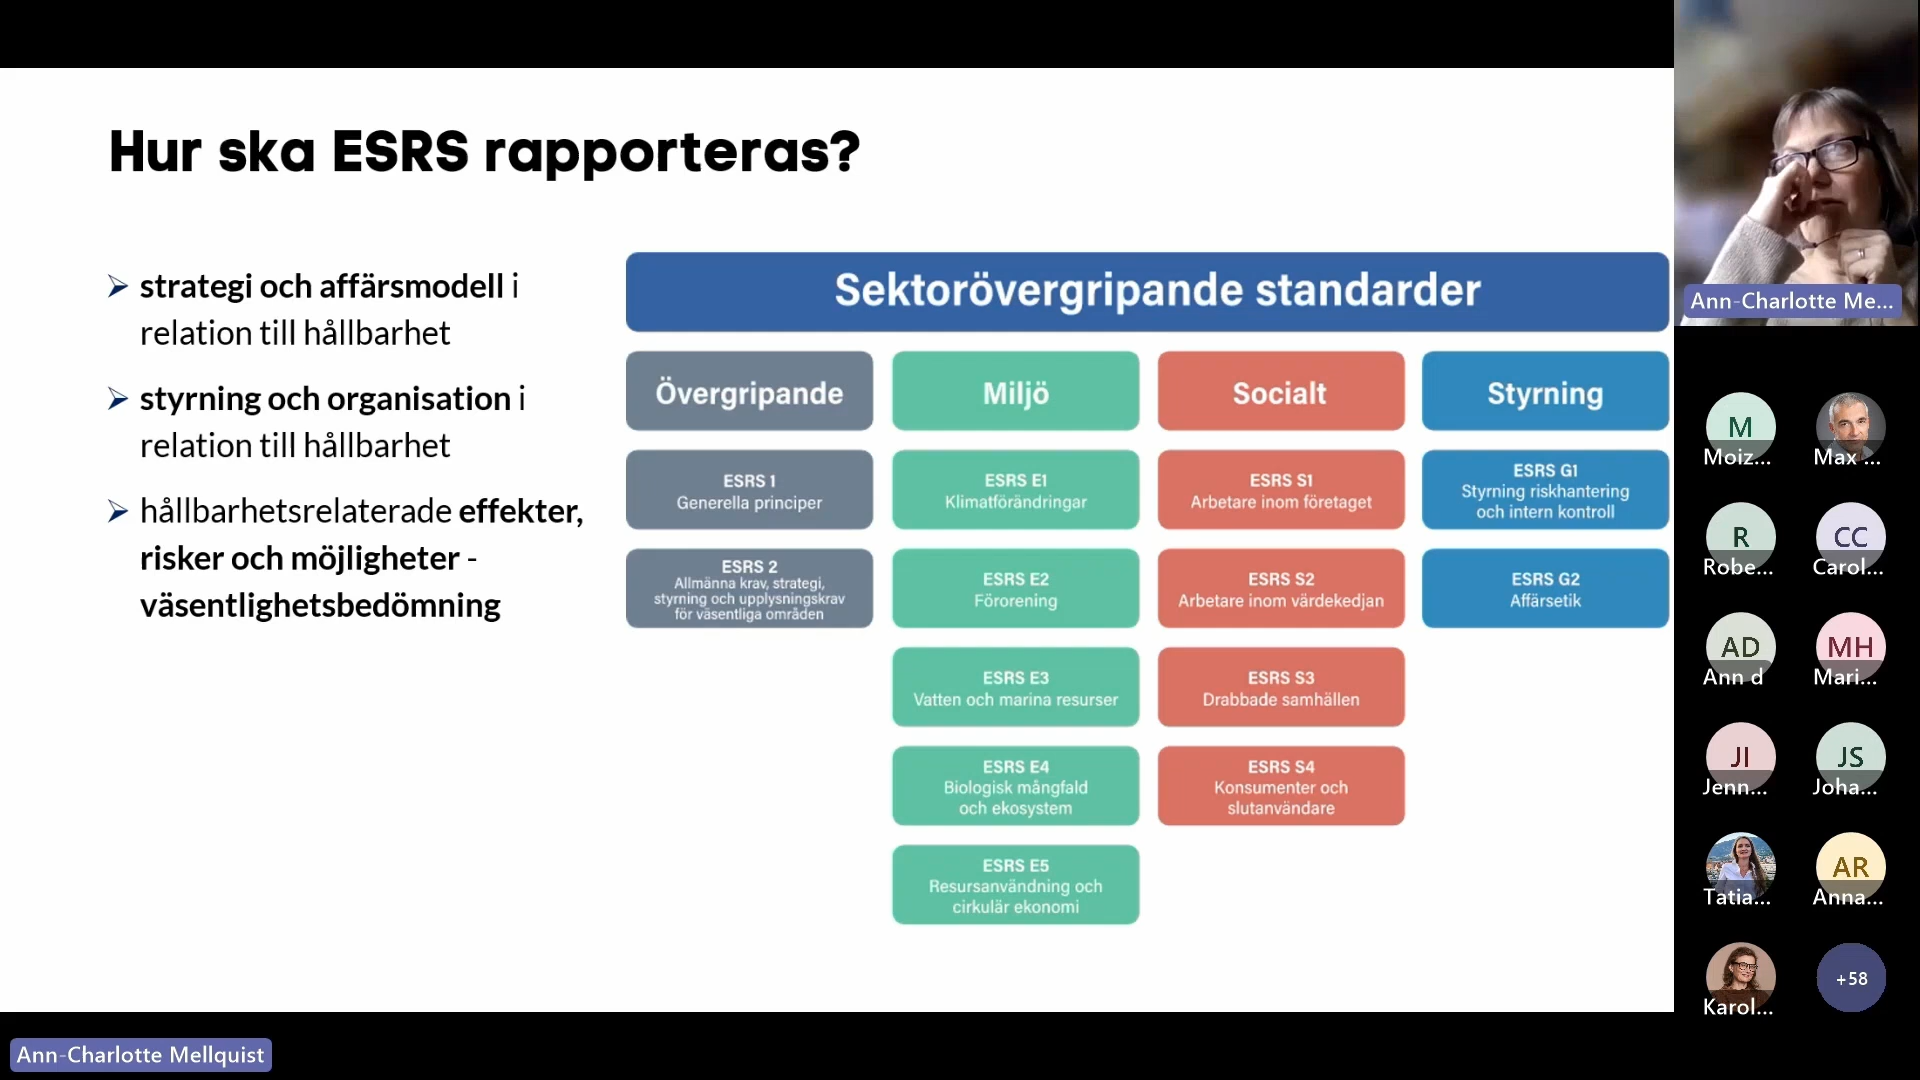 Hur ska ESRS rapporteras?
➢ strategi och affärsmodell i
relation till hållbarhet
➢ styrning och organisation i
relation till hållbarhet
➢ hållbarhetsrelaterade effekter,
risker och möjligheter -
väsentlighetsbedömning
Sektorövergripande standarder
Övergripande
ESRS 1
Generella principer
ESRS 2
Allmänna krav, strategi,
styrning och upplysningskrav
för väsentliga områden
Miljö
ESRS E1
Klimatförändringar
ESRS E2
Förorening
ESRS E3
Vatten och marina resurser
ESRS E4
Biologisk mångfald
och ekosystem
ESRS E5
Resursanvändning och
cirkulär ekonomi
Socialt
ESRS S1
Arbetare inom företaget
ESRS S2
Arbetare inom värdekedjan
ESRS S3
Drabbade samhällen
ESRS S4
Konsumenter och
slutanvändare
Styrning
ESRS G1
Styrning riskhantering
och intern kontroll
ESRS G2
Affärsetik
Ann-Charlotte Me...
M
Moiz...
Max ...
R
Robe...
CC
Carol...
AD
Ann d
MH
Mari...
JI
Jenn...
JS
Joha...
Tatia...
AR
Anna...
Karol...
+58
Ann-Charlotte Mellquist